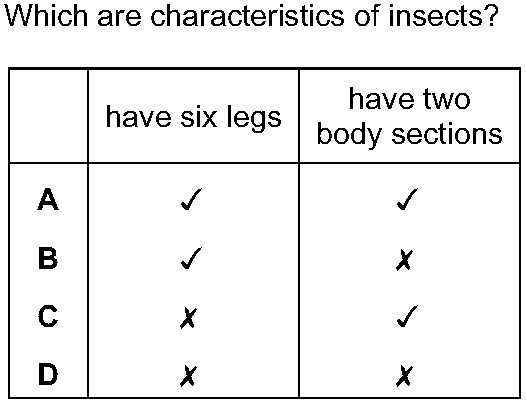 Which are characteristics of insects?
have six legs
have two
body sections
A ✓ ✓
B ✓ ✗
C ✗ ✓
D ✗ ✗